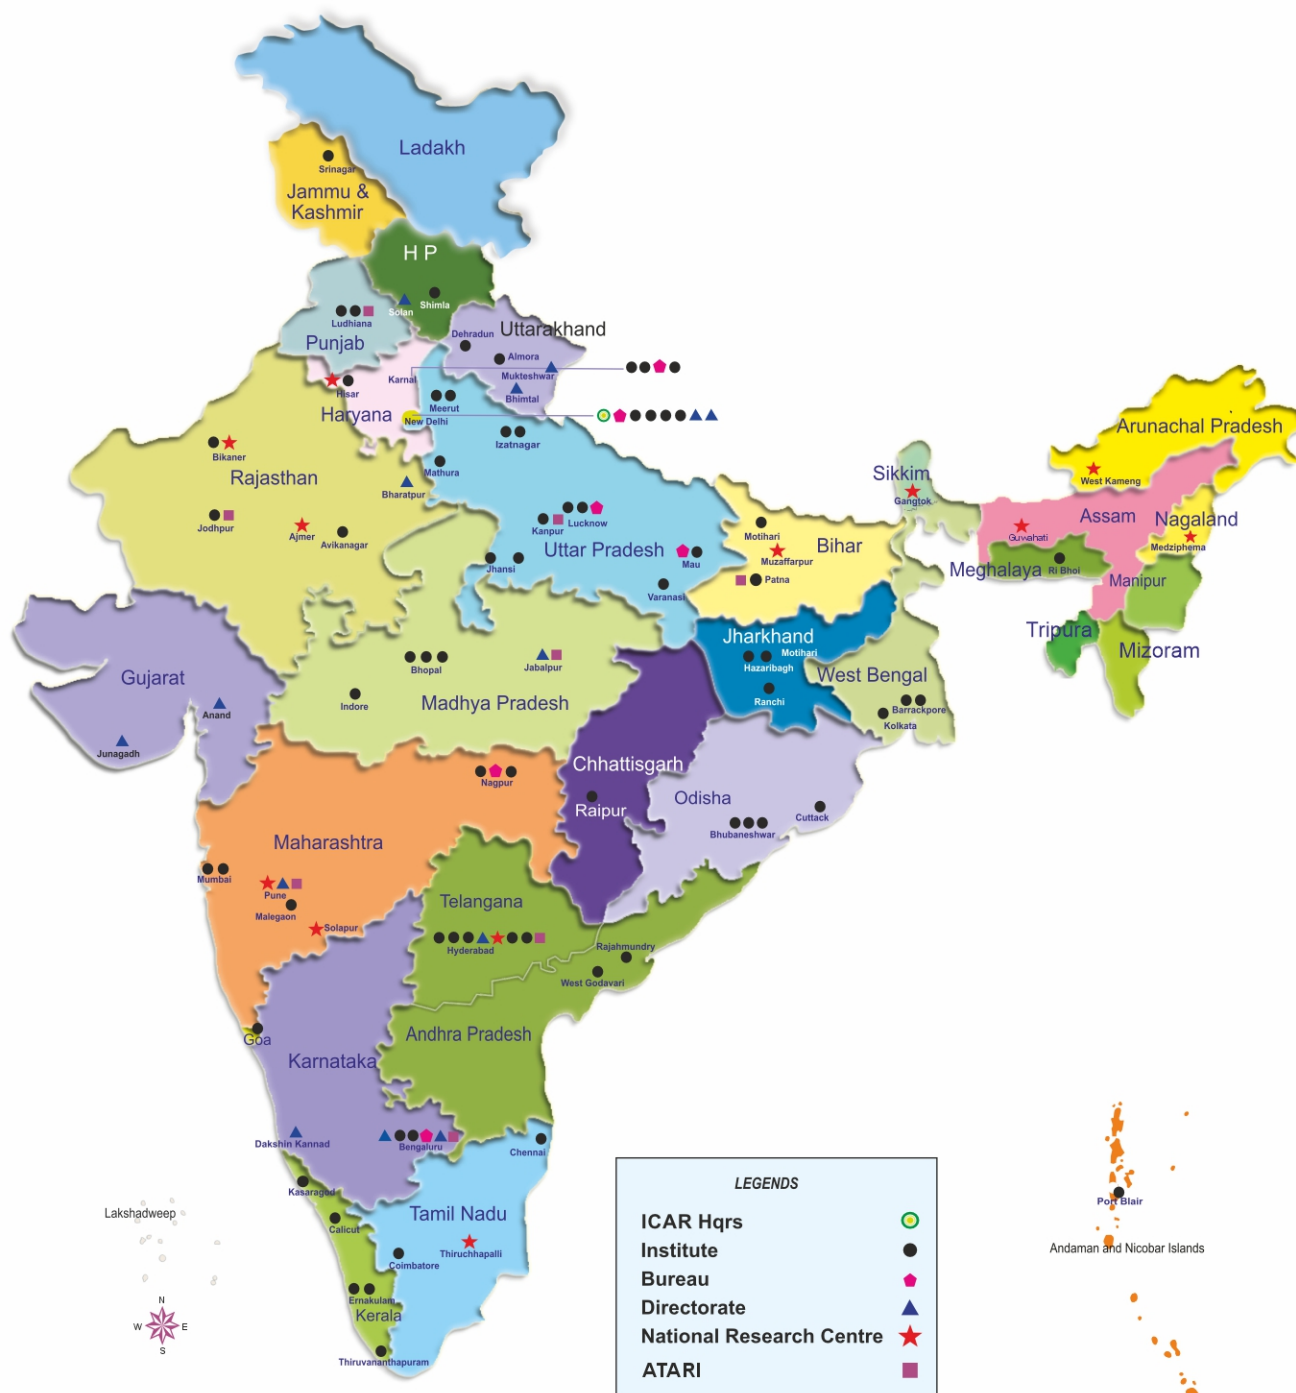 Ladakh
Srinagar
Jammu &
Kashmir
H P
Shimla
Solan
Ludhiana
Punjab
Dehradun
Uttarakhand
Almora
Mukteshwar
Bhimtal
Karnal
Hisar
Haryana
New Delhi
Meerut
Izatnagar
Mathura
Bikaner
Rajasthan
Bharatpur
Jodhpur
Ajmer
Avikanagar
Kanpur
Lucknow
Uttar Pradesh
Jhansi
Mau
Varanasi
Motihari
Bihar
Muzaffarpur
Patna
Sikkim
Gangtok
Arunachal Pradesh
West Kameng
Assam
Nagaland
Guwahati
Medziphema
Meghalaya
Ri Bhoi
Manipur
Tripura
Mizoram
Jharkhand
Motihari
Hazaribagh
Ranchi
West Bengal
Barrackpore
Kolkata
Gujarat
Anand
Junagadh
Bhopal
Jabalpur
Indore
Madhya Pradesh
Chhattisgarh
Raipur
Odisha
Cuttack
Bhubaneshwar
Nagpur
Maharashtra
Mumbai
Pune
Malegaon
Solapur
Telangana
Hyderabad
Rajahmundry
West Godavari
Andhra Pradesh
Goa
Karnataka
Dakshin Kannad
Bengaluru
Chennai
Kasaragod
Calicut
Tamil Nadu
Thiruchhapalli
Coimbatore
Ernakulam
Kerala
Thiruvananthapuram
Lakshadweep
N
W
E
S
Port Blair
Andaman and Nicobar Islands
LEGENDS
ICAR Hqrs
Institute
Bureau
Directorate
National Research Centre
ATARI